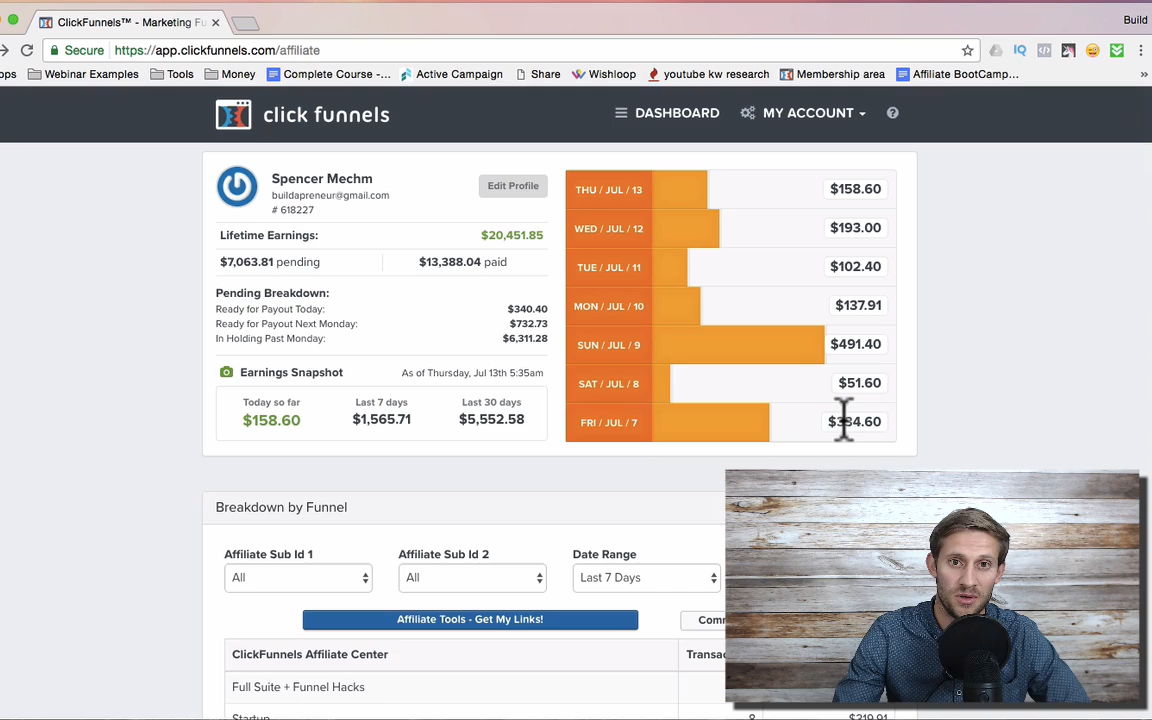 ClickFunnels™ - Marketing Fu
Build
Secure https://app.clickfunnels.com/affiliate
IQ
ops Webinar Examples Tools Money Complete Course -... Active Campaign Share Wishloop youtube kw research Membership area Affiliate BootCamp... »
click funnels DASHBOARD MY ACCOUNT ?
Spencer Mechm
Edit Profile
buildapreneur@gmail.com
# 618227
Lifetime Earnings: $20,451.85
$7,063.81 pending $13,388.04 paid
Pending Breakdown:
Ready for Payout Today: $340.40
Ready for Payout Next Monday: $732.73
In Holding Past Monday: $6,311.28
Earnings Snapshot As of Thursday, Jul 13th 5:35am
Today so far Last 7 days Last 30 days
$158.60 $1,565.71 $5,552.58
THU / JUL / 13 $158.60
WED / JUL / 12 $193.00
TUE / JUL / 11 $102.40
MON / JUL / 10 $137.91
SUN / JUL / 9 $491.40
SAT / JUL / 8 $51.60
FRI / JUL / 7
Breakdown by Funnel
Affiliate Sub Id 1 Affiliate Sub Id 2 Date Range
All All Last 7 Days
Affiliate Tools - Get My Links! Comm
ClickFunnels Affiliate Center Transac
Full Suite + Funnel Hacks
Startup 8 $219.91